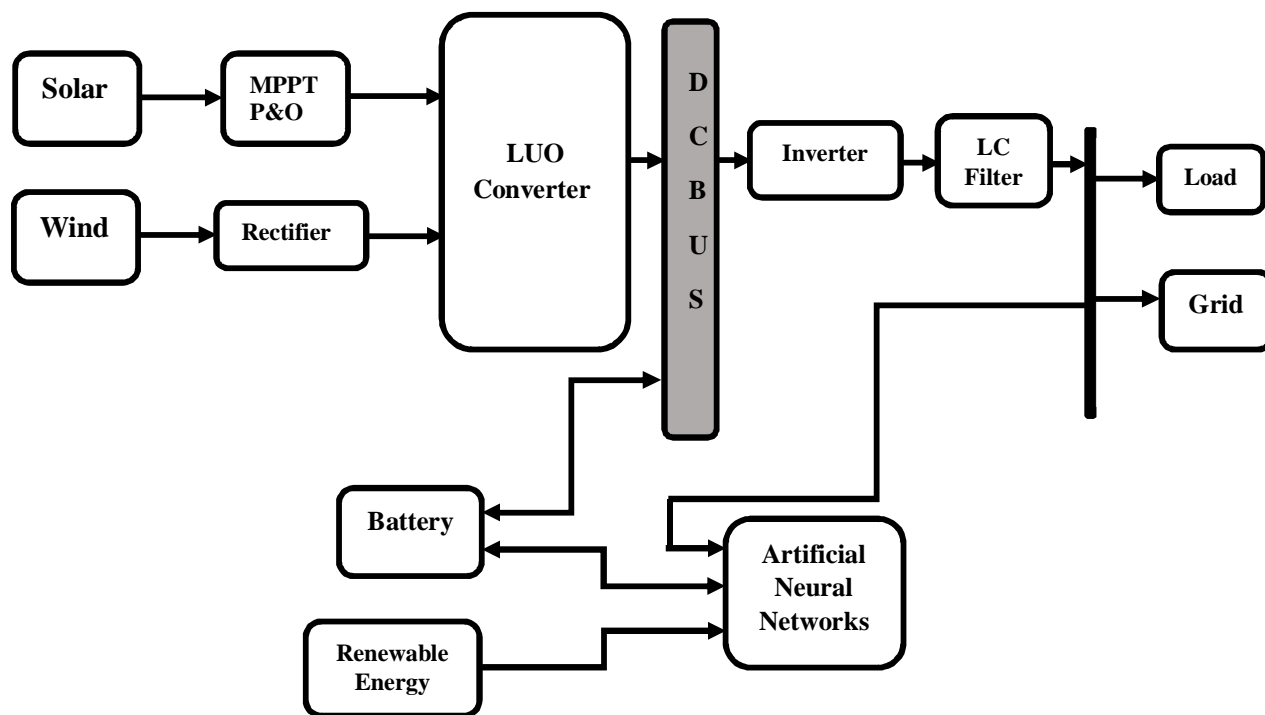 Solar
MPPT
P&O
LUO
Converter
D
C
B
U
S
Inverter
LC
Filter
Load
Wind
Rectifier
Grid
Battery
Artificial
Neural
Networks
Renewable
Energy